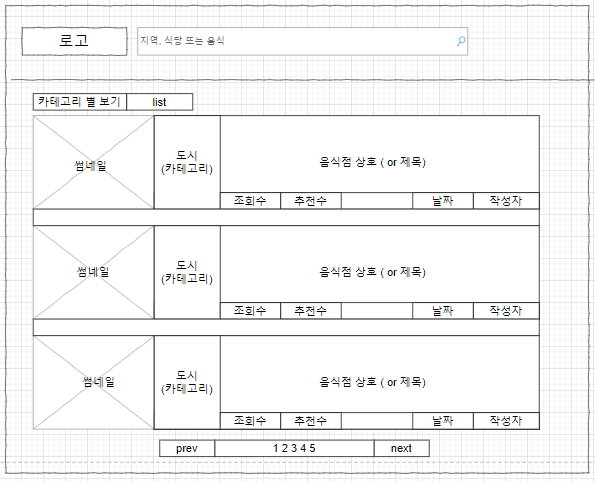 로고
지역, 식당 또는 음식
카테고리 별 보기 list
썸네일
도시
(카테고리)
음식점 상호 ( or 제목)
조회수 추천수 날짜 작성자
썸네일
도시
(카테고리)
음식점 상호 ( or 제목)
조회수 추천수 날짜 작성자
썸네일
도시
(카테고리)
음식점 상호 ( or 제목)
조회수 추천수 날짜 작성자
prev 1 2 3 4 5 next